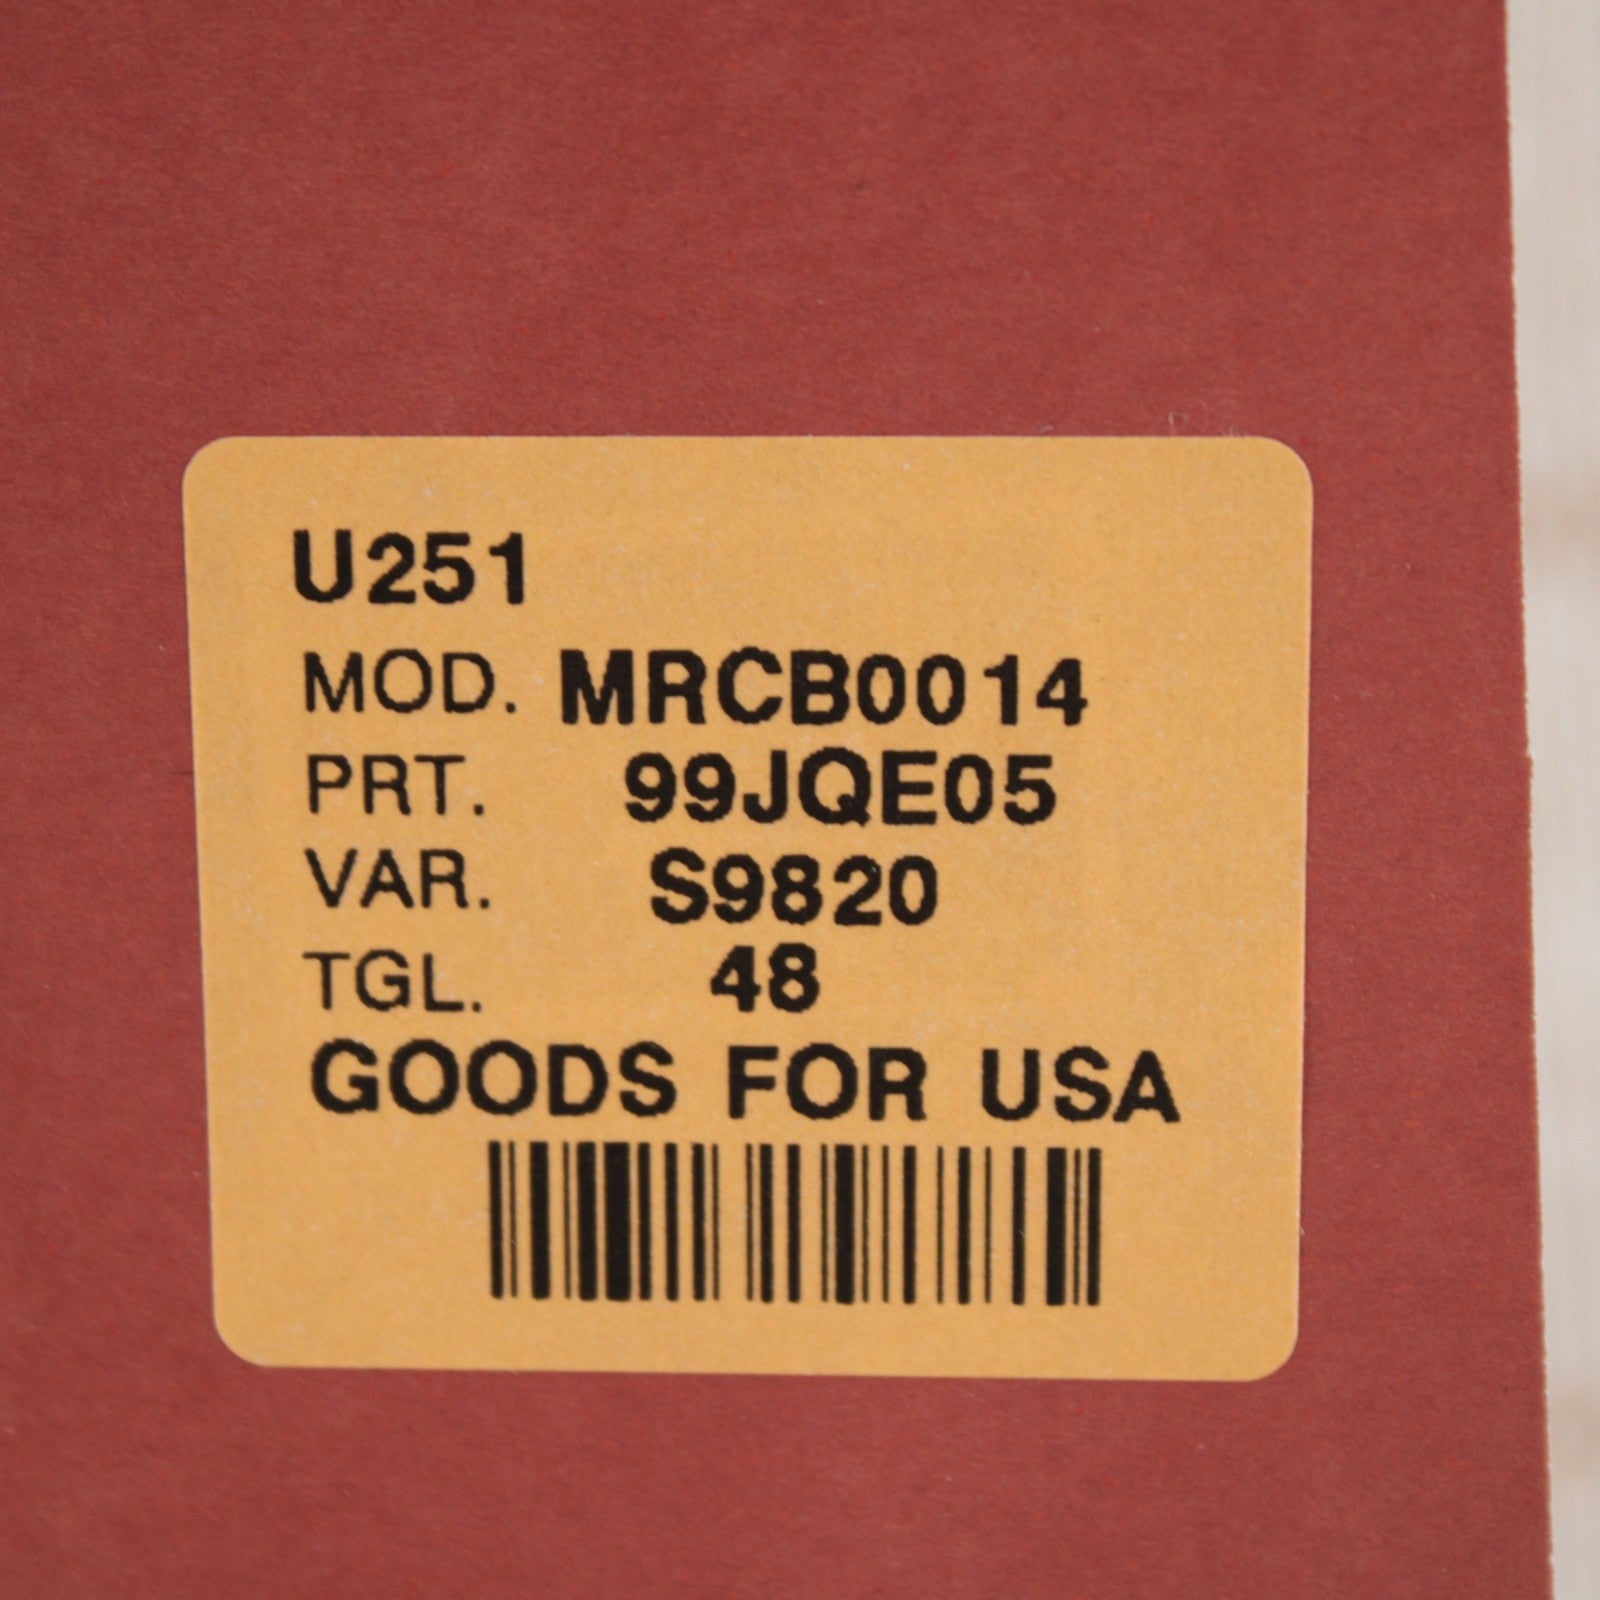 U251
MOD. MRCB0014
PRT. 99JQE05
VAR. S9820
TGL. 48
GOODS FOR USA